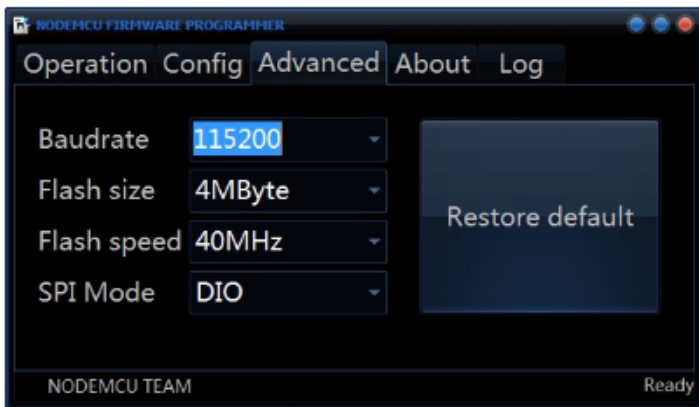 NODEMCU FIRMWARE PROGRAMMER
Operation Config Advanced About Log
Baudrate 115200
Flash size 4MByte
Flash speed 40MHz
SPI Mode DIO
Restore default
NODEMCU TEAM Ready